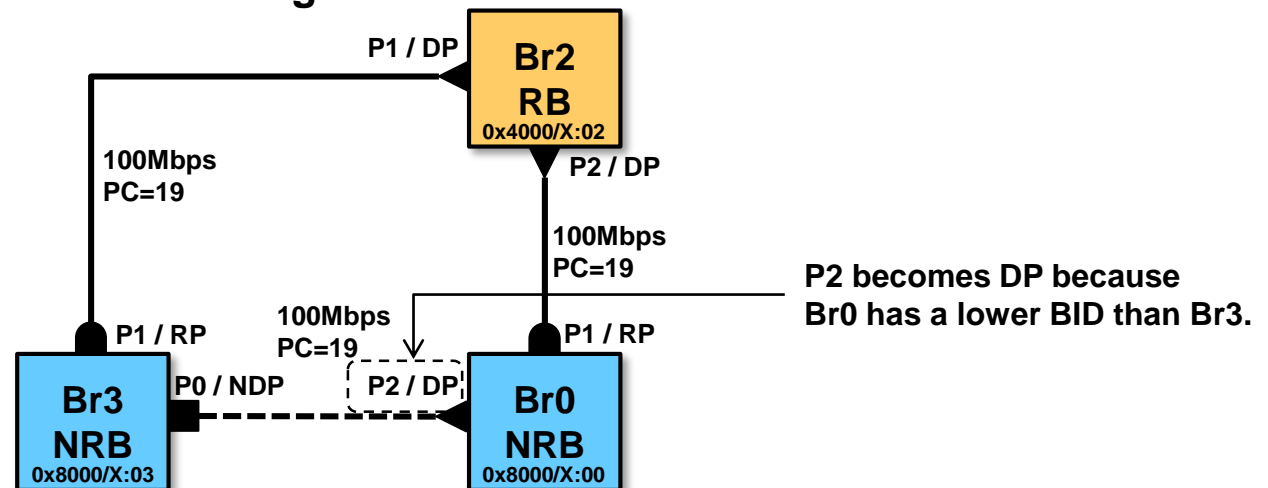 P1 / DP
Br2
RB
0x4000/X:02
P2 / DP
100Mbps
PC=19
100Mbps
PC=19
P2 becomes DP because
Br0 has a lower BID than Br3.
100Mbps
PC=19
P1 / RP
P1 / RP
P0 / NDP
P2 / DP
Br3
NRB
0x8000/X:03
Br0
NRB
0x8000/X:00